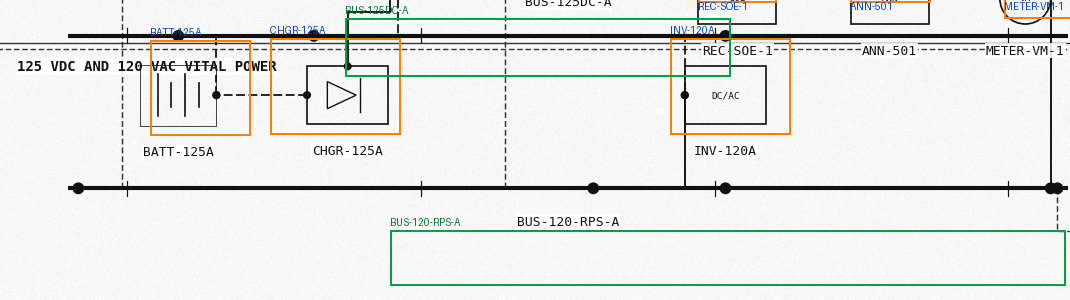 BUS-125DC-A
BUS-125DC-A
REC-SOE-1
ANN-501
METER-VM-1
BATT-125A
CHGR-125A
INV-120A
REC-SOE-1
ANN-501
METER-VM-1
125 VDC AND 120 VAC VITAL POWER
DC/AC
BATT-125A
CHGR-125A
INV-120A
BUS-120-RPS-A
BUS-120-RPS-A